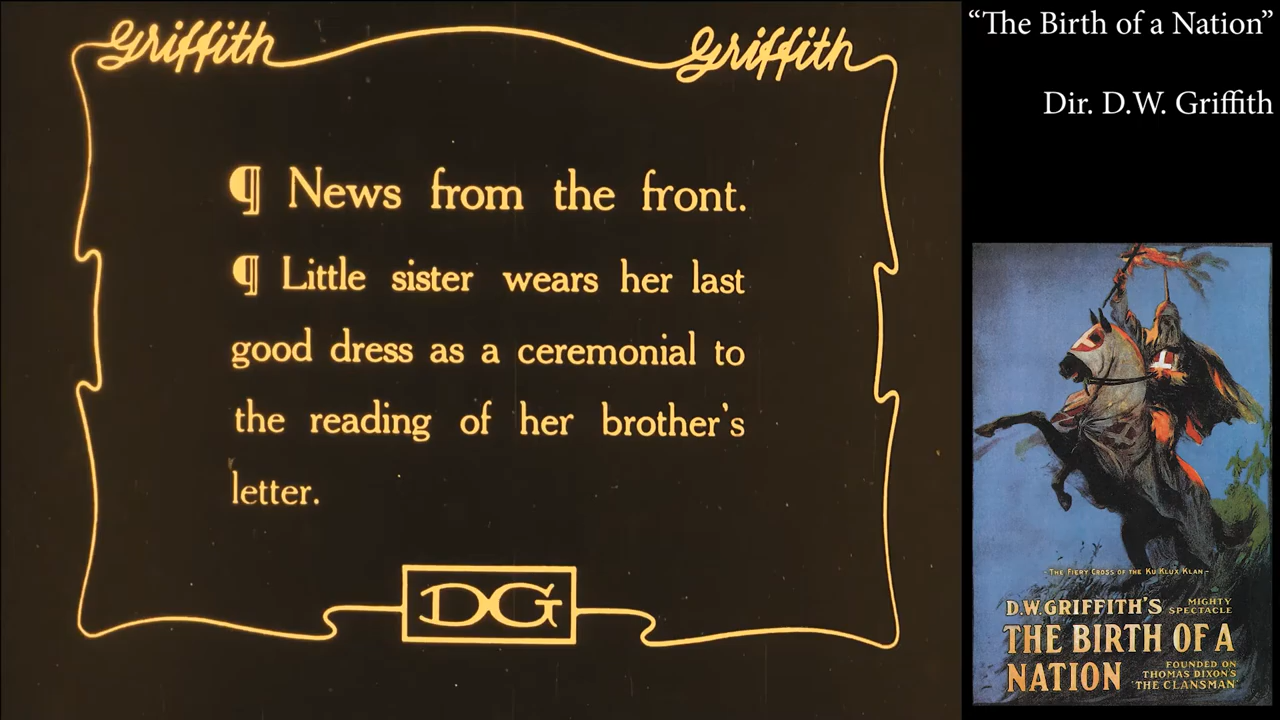 Griffith Griffith
¶ News from the front.
¶ Little sister wears her last
good dress as a ceremonial to
the reading of her brother's
letter.
DG
“The Birth of a Nation”
Dir. D.W. Griffith
-THE FIERY CROSS OF THE KU KLUX KLAN-
D.W. GRIFFITH'S MIGHTY SPECTACLE
THE BIRTH OF A
NATION
FOUNDED ON
THOMAS DIXON'S
'THE CLANSMAN'